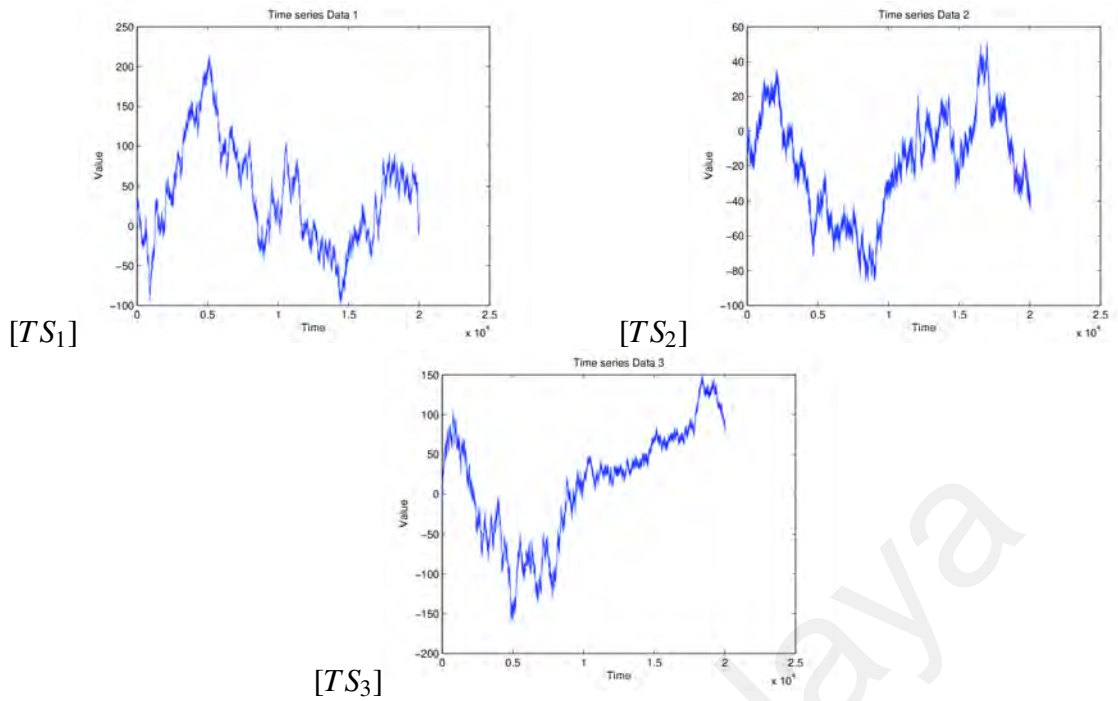 Time series Data 1
250
200
150
100
50
0
−50
−100
Value
0 0.5 1 1.5 2 2.5
Time
x 10⁴
[TS₁]
Time series Data 2
60
40
20
0
−20
−40
−60
−80
−100
Value
0 0.5 1 1.5 2 2.5
Time
x 10⁴
[TS₂]
Time series Data 3
150
100
50
0
−50
−100
−150
−200
Value
0 0.5 1 1.5 2 2.5
Time
x 10⁴
[TS₃]
laya